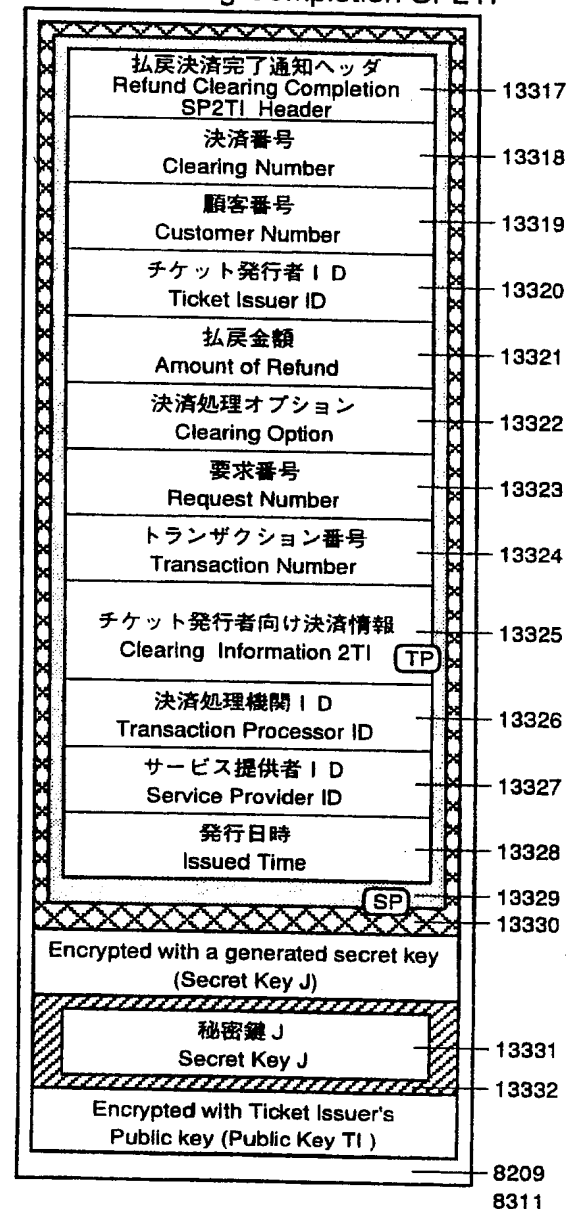 払戻決済完了通知ヘッダ
Refund Clearing Completion
SP2TI Header
13317
決済番号
Clearing Number
13318
顧客番号
Customer Number
13319
チケット発行者ID
Ticket Issuer ID
13320
払戻金額
Amount of Refund
13321
決済処理オプション
Clearing Option
13322
要求番号
Request Number
13323
トランザクション番号
Transaction Number
13324
チケット発行者向け決済情報
Clearing Information 2TI
TP
13325
決済処理機関ID
Transaction Processor ID
13326
サービス提供者ID
Service Provider ID
13327
発行日時
Issued Time
13328
SP
13329
13330
Encrypted with a generated secret key
(Secret Key J)
秘密鍵J
Secret Key J
13331
13332
Encrypted with Ticket Issuer's
Public key (Public Key TI )
8209
8311